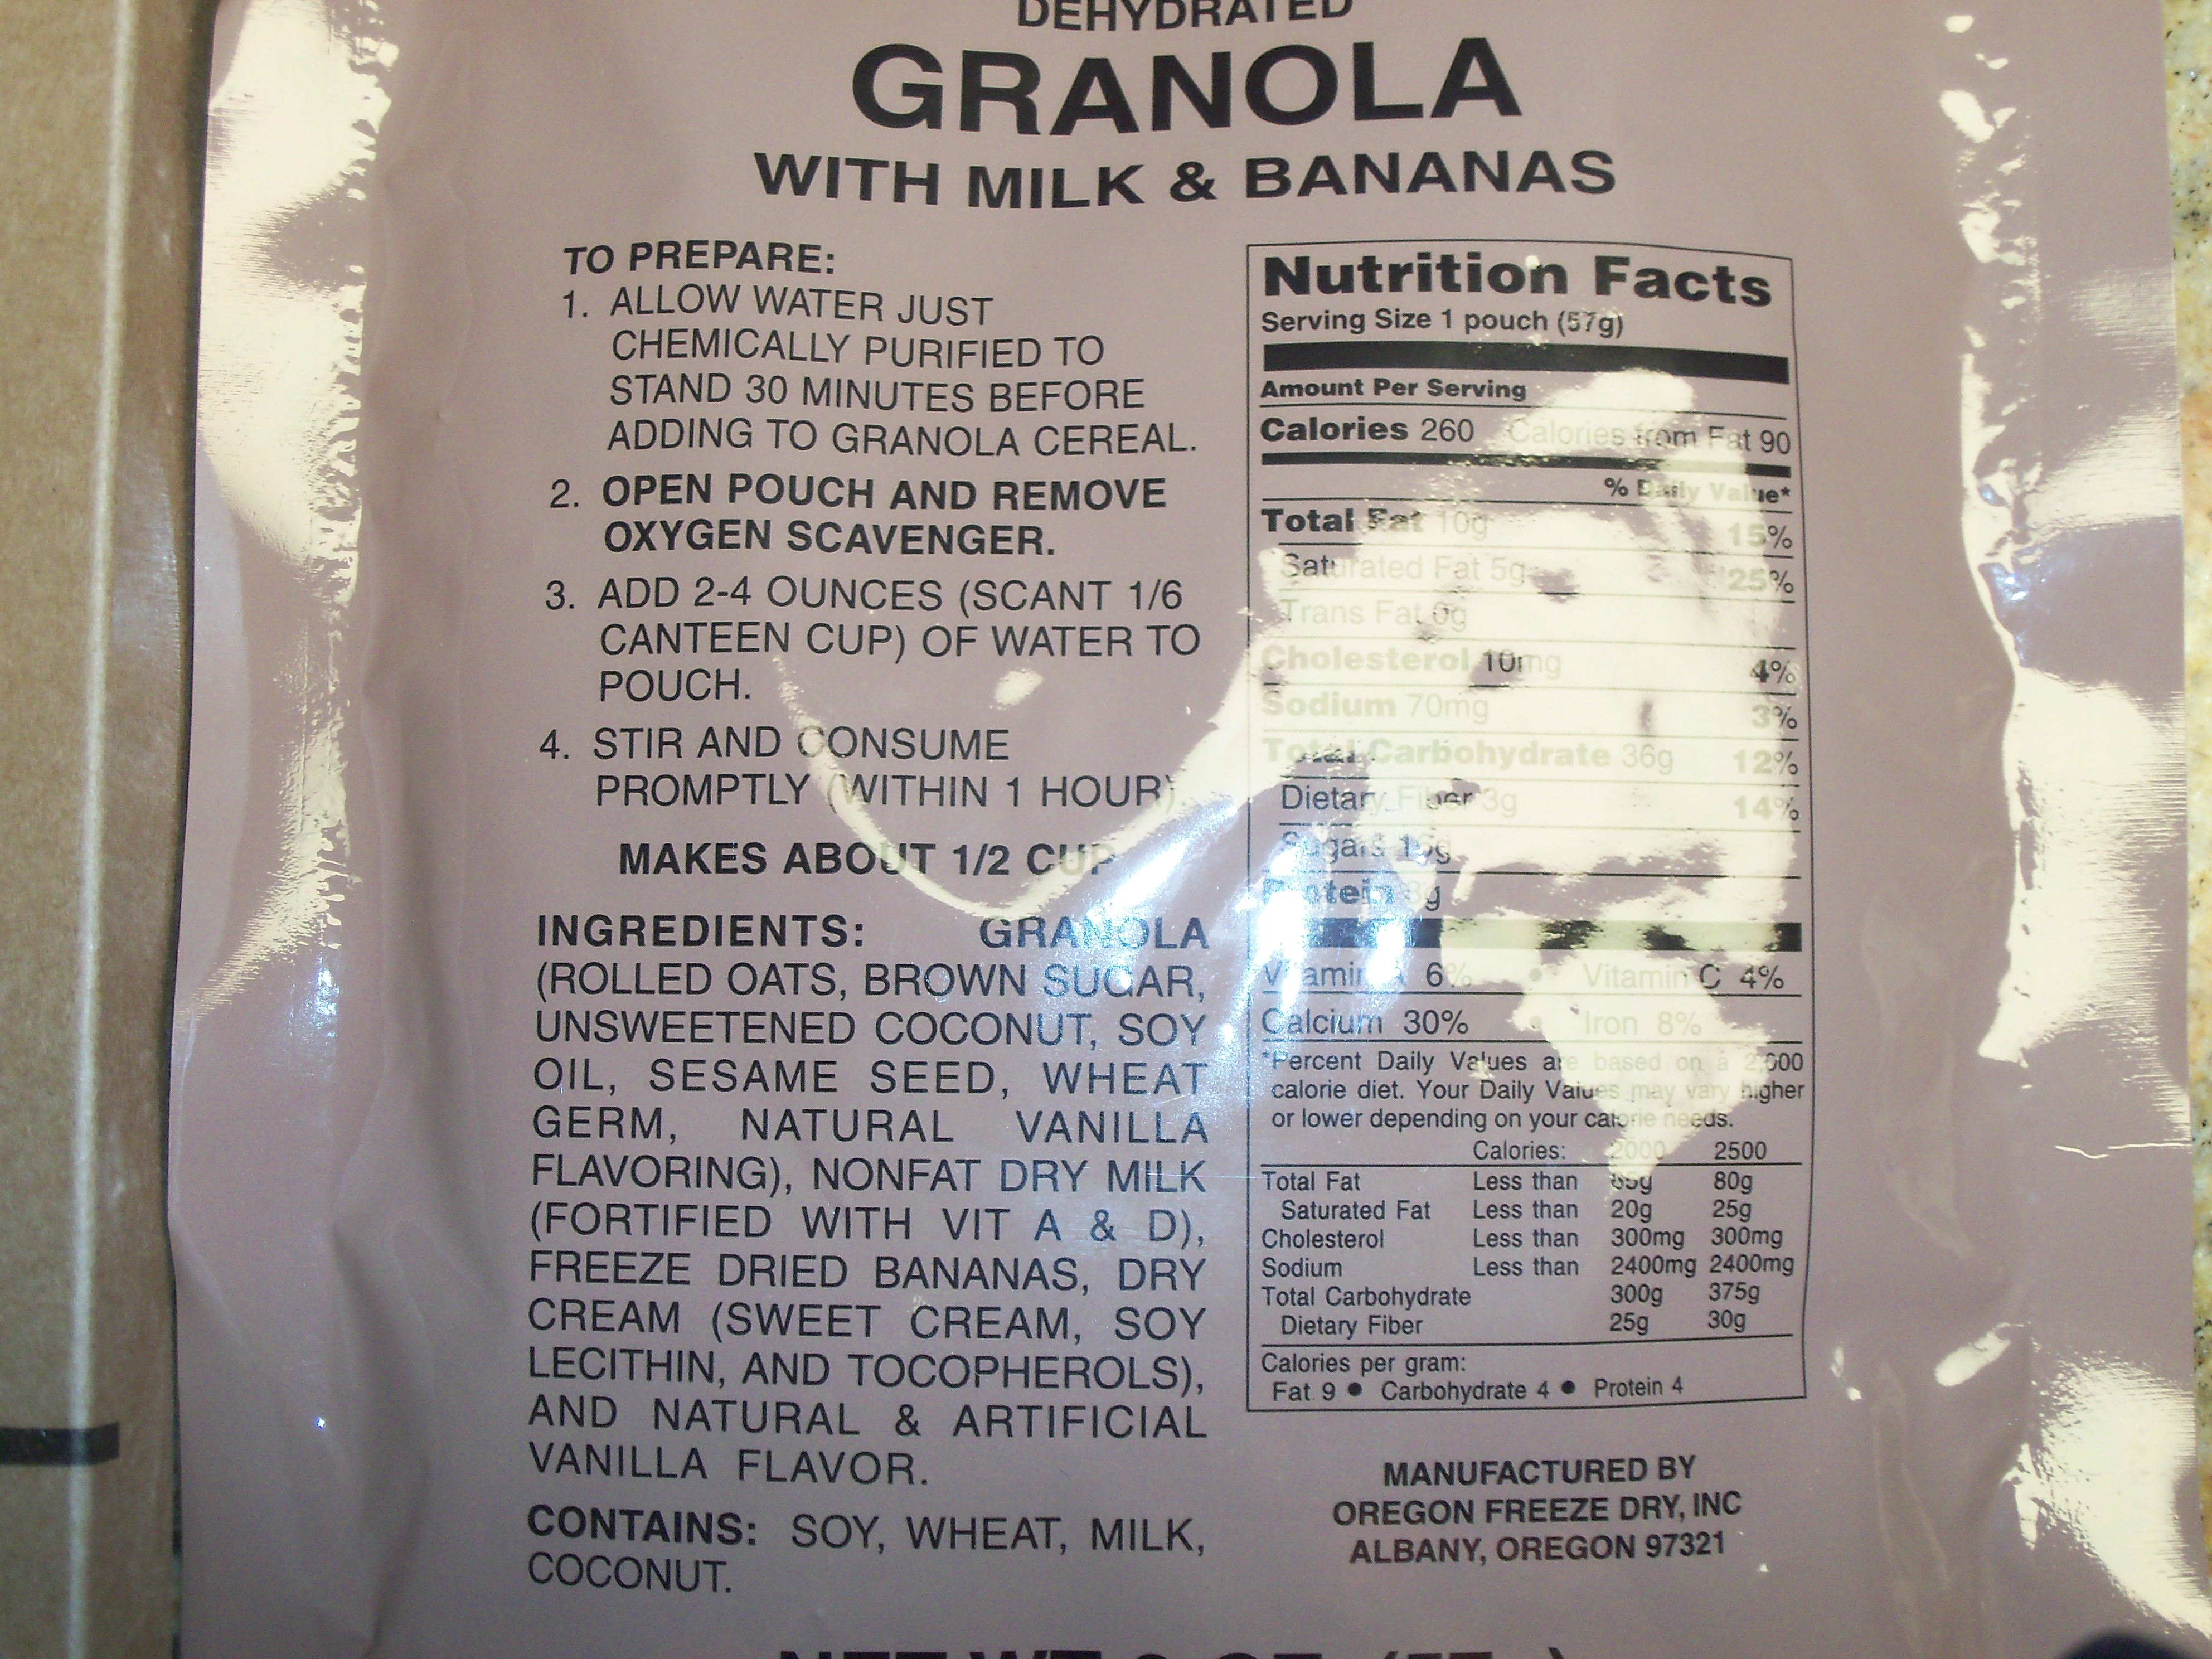 DEHYDRATED
GRANOLA
WITH MILK & BANANAS
TO PREPARE:
1. ALLOW WATER JUST
CHEMICALLY PURIFIED TO
STAND 30 MINUTES BEFORE
ADDING TO GRANOLA CEREAL.
2. OPEN POUCH AND REMOVE
OXYGEN SCAVENGER.
3. ADD 2-4 OUNCES (SCANT 1/6
CANTEEN CUP) OF WATER TO
POUCH.
4. STIR AND CONSUME
PROMPTLY (WITHIN 1 HOUR).
MAKES ABOUT 1/2 CUP
INGREDIENTS: GRANOLA
(ROLLED OATS, BROWN SUGAR,
UNSWEETENED COCONUT, SOY
OIL, SESAME SEED, WHEAT
GERM, NATURAL VANILLA
FLAVORING), NONFAT DRY MILK
(FORTIFIED WITH VIT A & D),
FREEZE DRIED BANANAS, DRY
CREAM (SWEET CREAM, SOY
LECITHIN, AND TOCOPHEROLS),
AND NATURAL & ARTIFICIAL
VANILLA FLAVOR.
CONTAINS: SOY, WHEAT, MILK,
COCONUT.
Nutrition Facts
Serving Size 1 pouch (57g)
Amount Per Serving
Calories 260 Calories from Fat 90
% Daily Value*
Total Fat 10g 15%
Saturated Fat 5g 25%
Trans Fat 0g
Cholesterol 10mg 4%
Sodium 70mg 3%
Total Carbohydrate 36g 12%
Dietary Fiber 3g 14%
Sugars
Protein 8g
Vitamin A 6% • Vitamin C 4%
Calcium 30% • Iron 8%
*Percent Daily Values are based on a 2,000
calorie diet. Your Daily Values may vary higher
or lower depending on your calorie needs.
Calories: 2000 2500
Total Fat Less than 65g 80g
Saturated Fat Less than 20g 25g
Cholesterol Less than 300mg 300mg
Sodium Less than 2400mg 2400mg
Total Carbohydrate 300g 375g
Dietary Fiber 25g 30g
Calories per gram:
Fat 9 • Carbohydrate 4 • Protein 4
MANUFACTURED BY
OREGON FREEZE DRY, INC
ALBANY, OREGON 97321